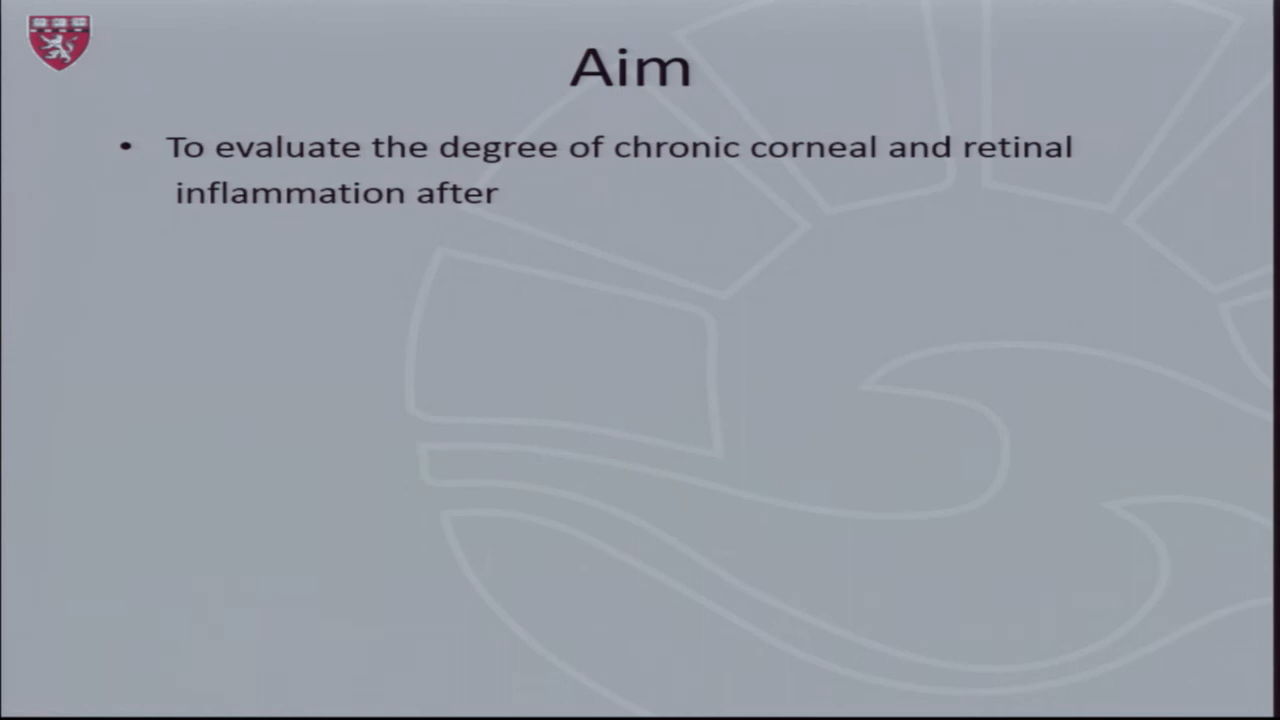 Aim
• To evaluate the degree of chronic corneal and retinal
inflammation after